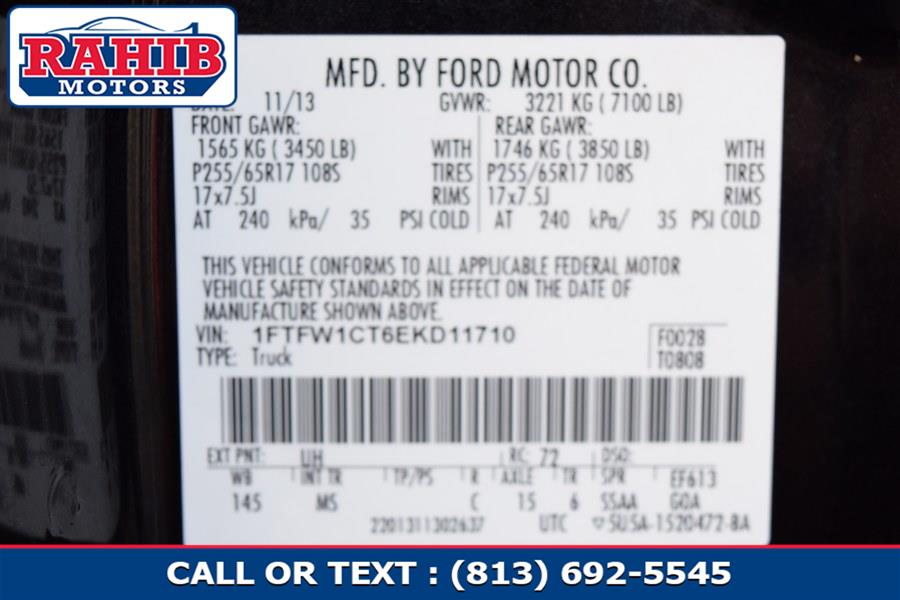 RAHIB
MOTORS
MFD. BY FORD MOTOR CO.
DATE: 11/13 GVWR: 3221 KG ( 7100 LB)
FRONT GAWR: REAR GAWR:
1565 KG ( 3450 LB) WITH 1746 KG ( 3850 LB) WITH
P255/65R17 108S TIRES P255/65R17 108S TIRES
17x7.5J RIMS 17x7.5J RIMS
AT 240 kPa/ 35 PSI COLD AT 240 kPa/ 35 PSI COLD
THIS VEHICLE CONFORMS TO ALL APPLICABLE FEDERAL MOTOR
VEHICLE SAFETY STANDARDS IN EFFECT ON THE DATE OF
MANUFACTURE SHOWN ABOVE.
VIN: 1FTFW1CT6EKD11710 F0028
TYPE: Truck T0808
EXT PNT: UH RC: 72 DSO:
WB INT TR TP/PS R AXLE TR SPR EF613
145 MS C 15 6 SSAA GOA
2201311302637 UTC ▽SU5A-1520472-BA
CALL OR TEXT : (813) 692-5545